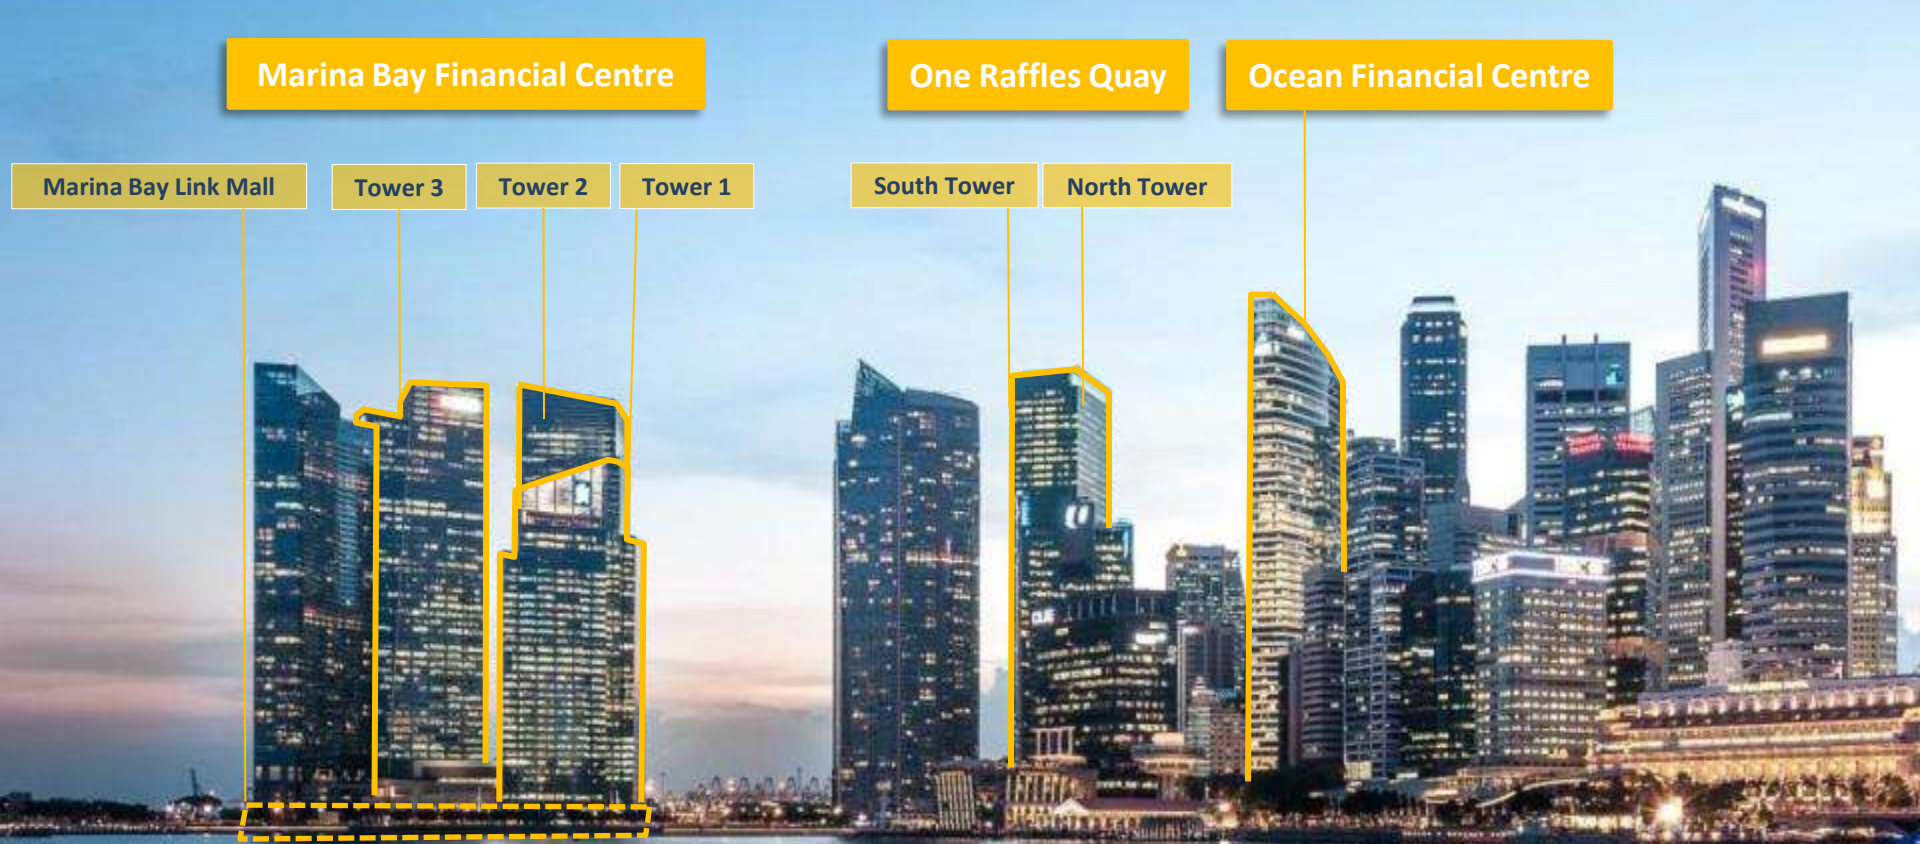 Marina Bay Financial Centre
One Raffles Quay
Ocean Financial Centre
Marina Bay Link Mall
Tower 3
Tower 2
Tower 1
South Tower
North Tower